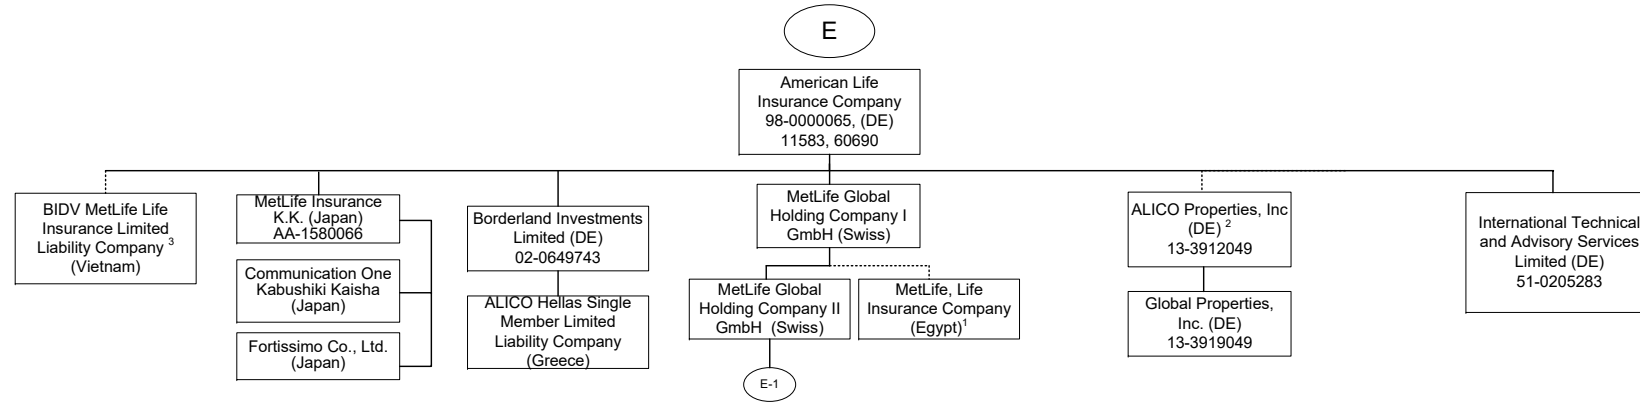 E
American Life
Insurance Company
98-0000065, (DE)
11583, 60690
BIDV MetLife Life
Insurance Limited
Liability Company 3
(Vietnam)
MetLife Insurance
K.K. (Japan)
AA-1580066
Communication One
Kabushiki Kaisha
(Japan)
Fortissimo Co., Ltd.
(Japan)
Borderland Investments
Limited (DE)
02-0649743
ALICO Hellas Single
Member Limited
Liability Company
(Greece)
MetLife Global
Holding Company I
GmbH (Swiss)
MetLife Global
Holding Company II
GmbH (Swiss)
E-1
MetLife, Life
Insurance Company
(Egypt)1
ALICO Properties, Inc
(DE) 2
13-3912049
Global Properties,
Inc. (DE)
13-3919049
International Technical
and Advisory Services
Limited (DE)
51-0205283